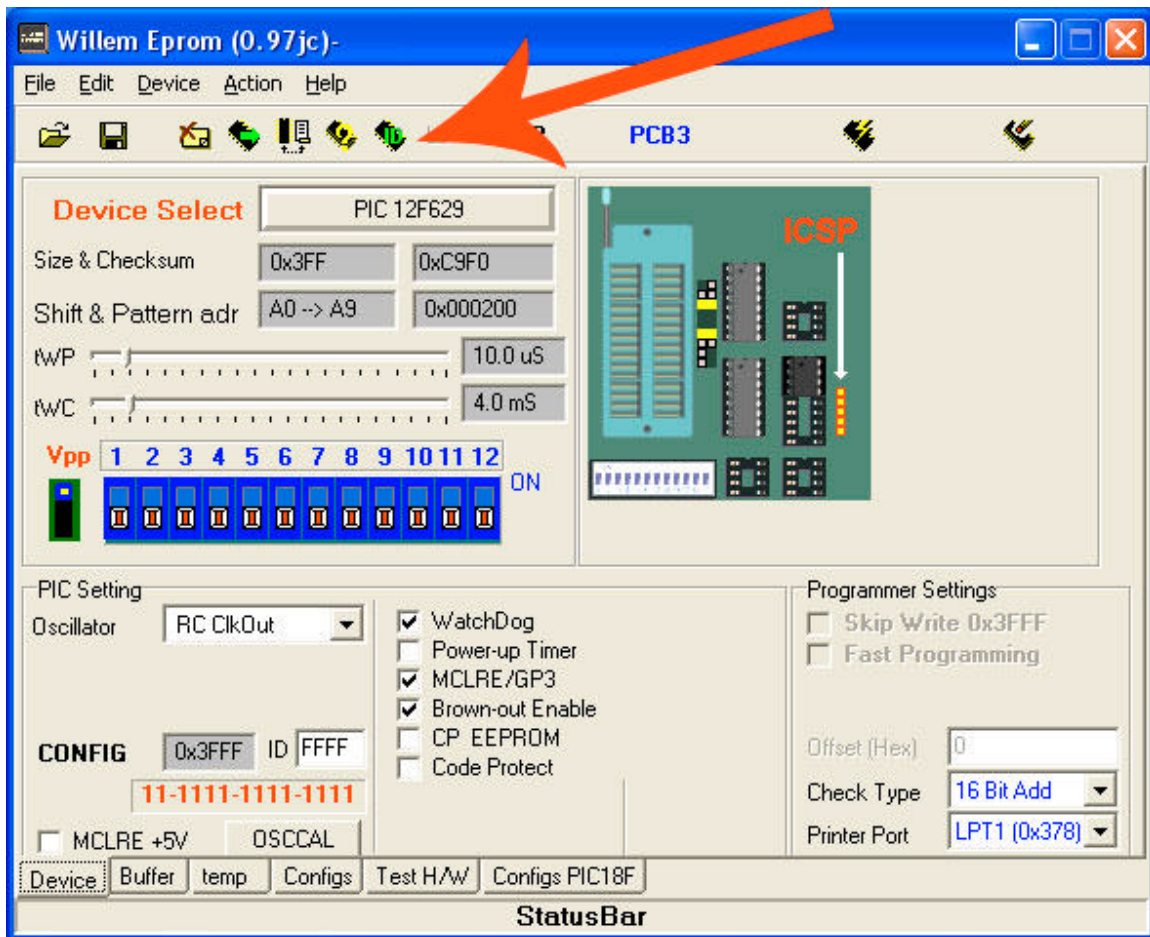 Willem Eprom (0.97jc)-
File Edit Device Action Help
PCB3
Device Select PIC 12F629
Size & Checksum 0x3FF 0xC9F0
Shift & Pattern adr A0 --> A9 0x000200
tWP 10.0 uS
tWC 4.0 mS
Vpp 1 2 3 4 5 6 7 8 9 10 11 12
ON
ICSP
PIC Setting
Oscillator RC ClkOut
WatchDog
Power-up Timer
MCLRE/GP3
Brown-out Enable
CP EEPROM
Code Protect
CONFIG 0x3FFF ID FFFF
11-1111-1111-1111
MCLRE +5V OSCCAL
Programmer Settings
Skip Write 0x3FFF
Fast Programming
Offset (Hex) 0
Check Type 16 Bit Add
Printer Port LPT1 (0x378)
Device Buffer temp Configs Test H/W Configs PIC18F
StatusBar